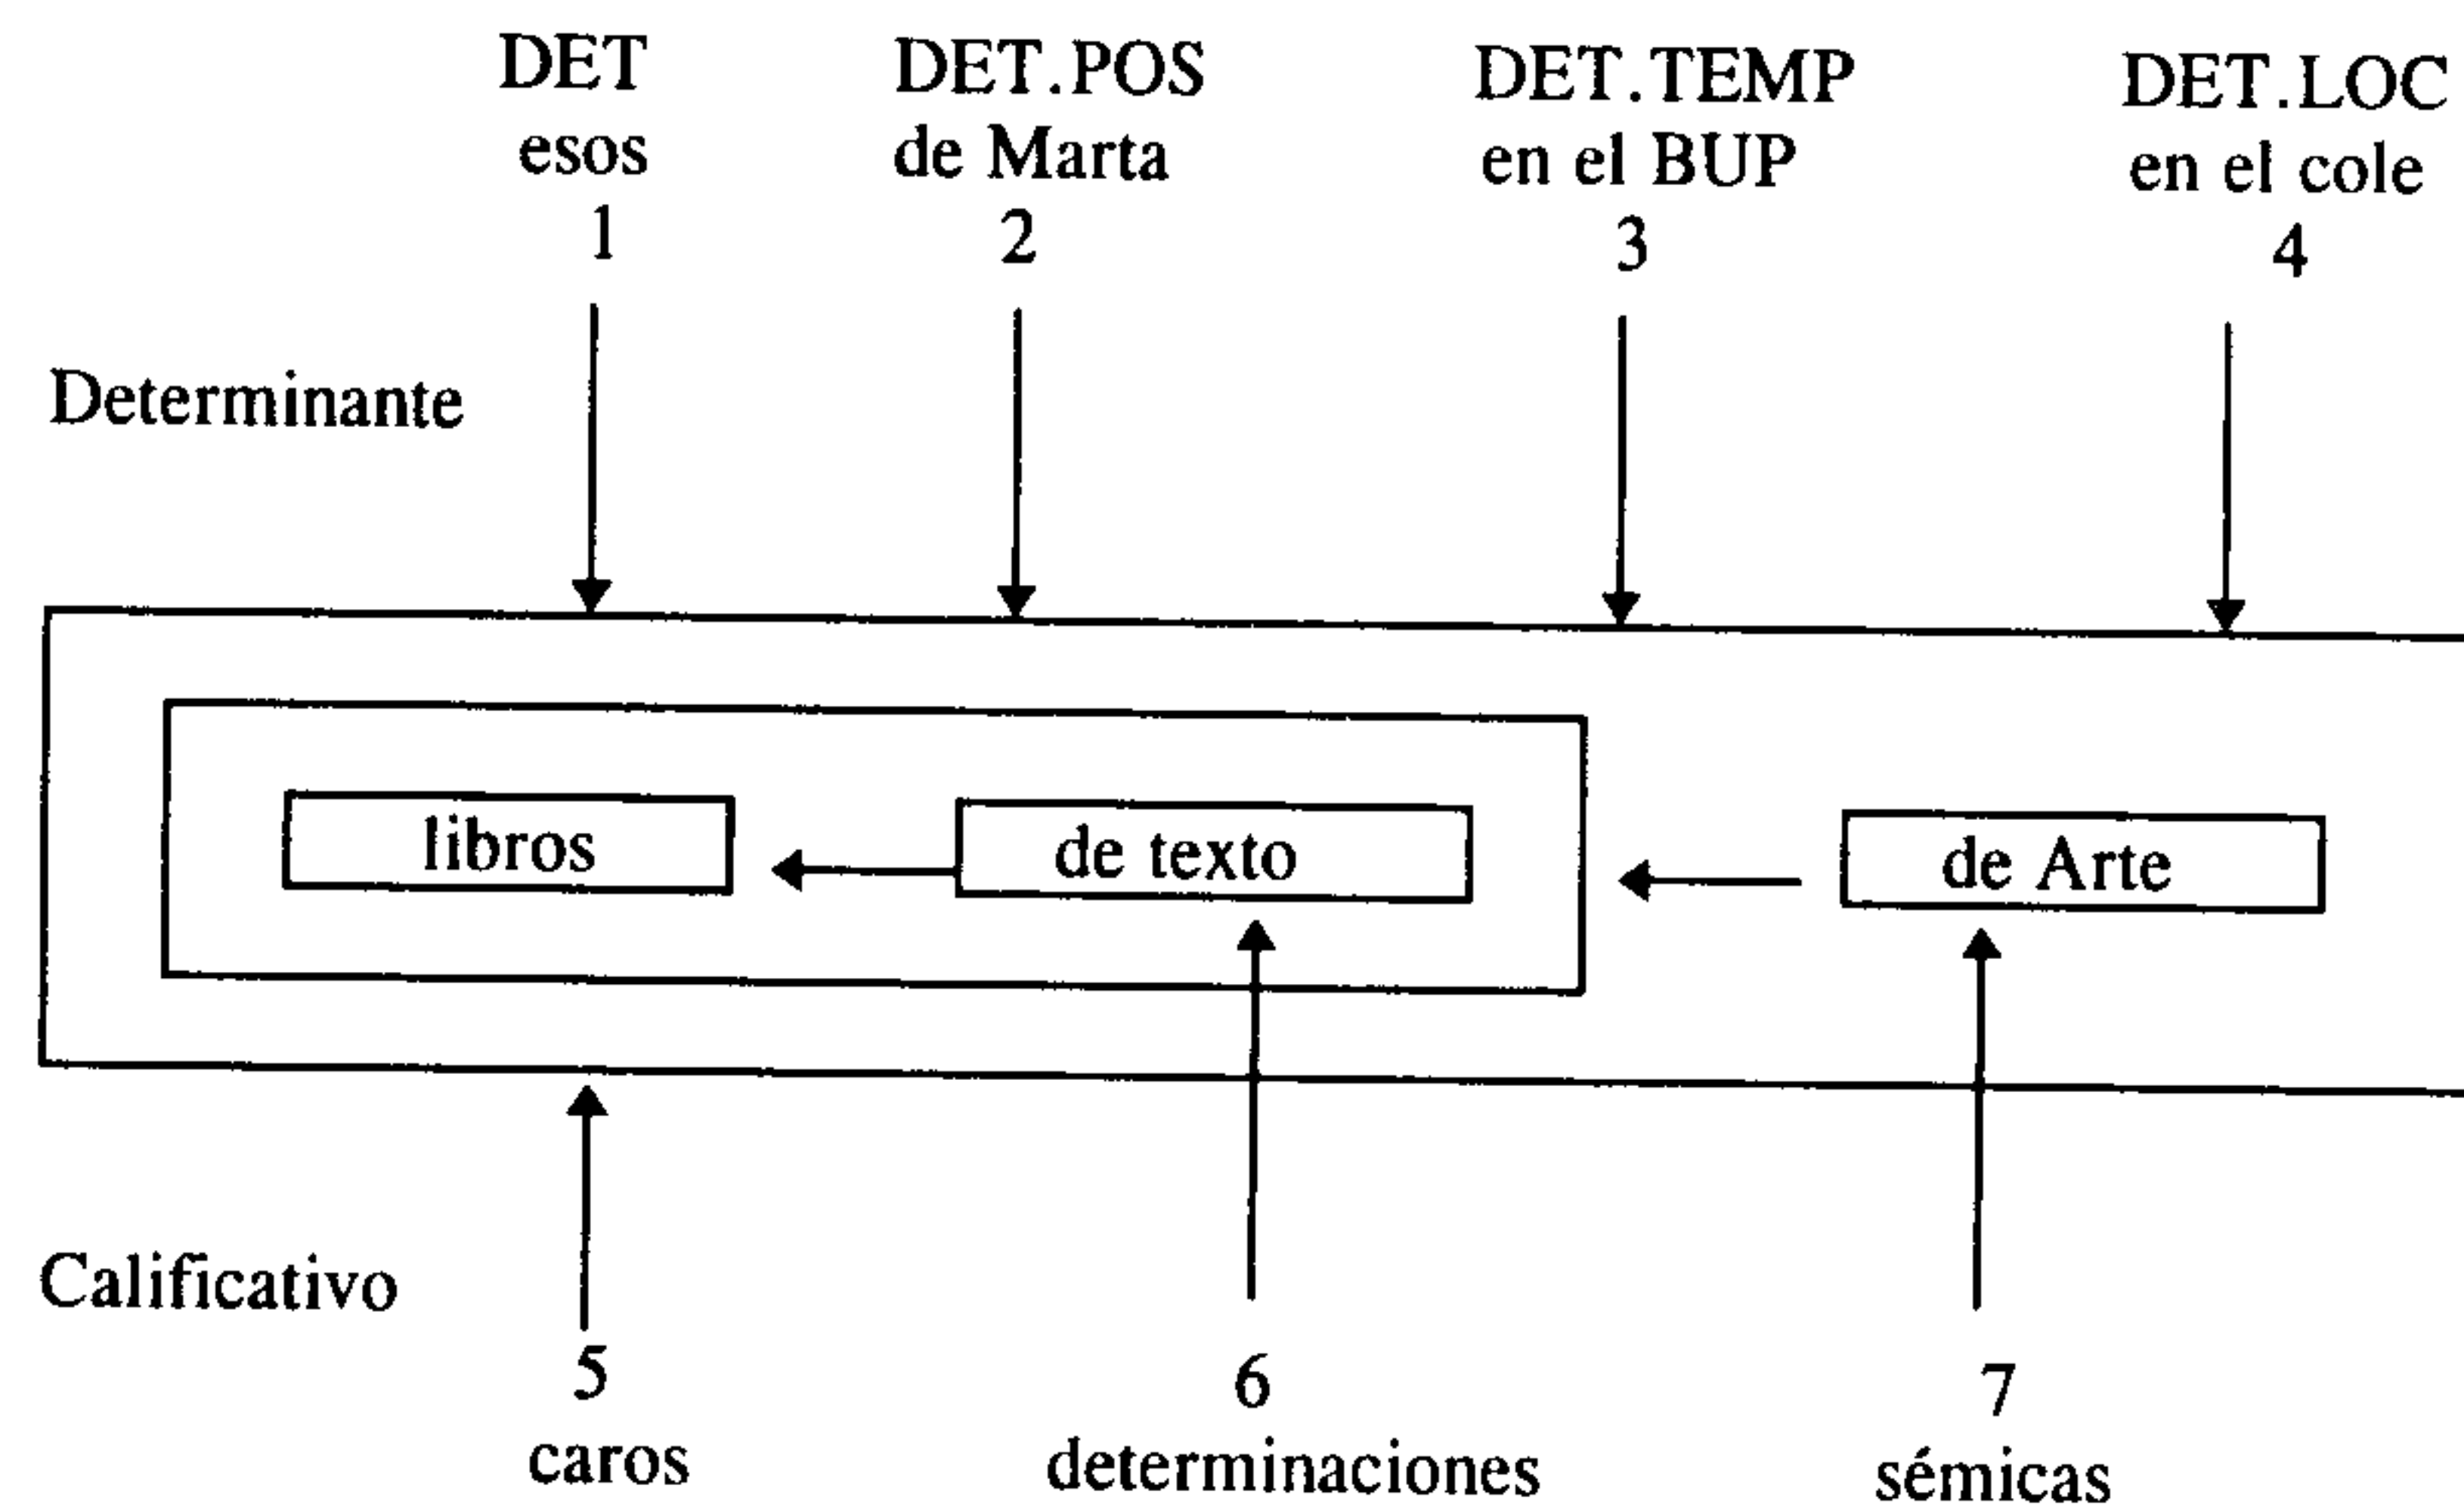 DET DET.POS DET.TEMP DET.LOC
esos de Marta en el BUP en el cole
1 2 3 4
Determinante
libros de texto de Arte
Calificativo
5 6 7
caros determinaciones sémicas